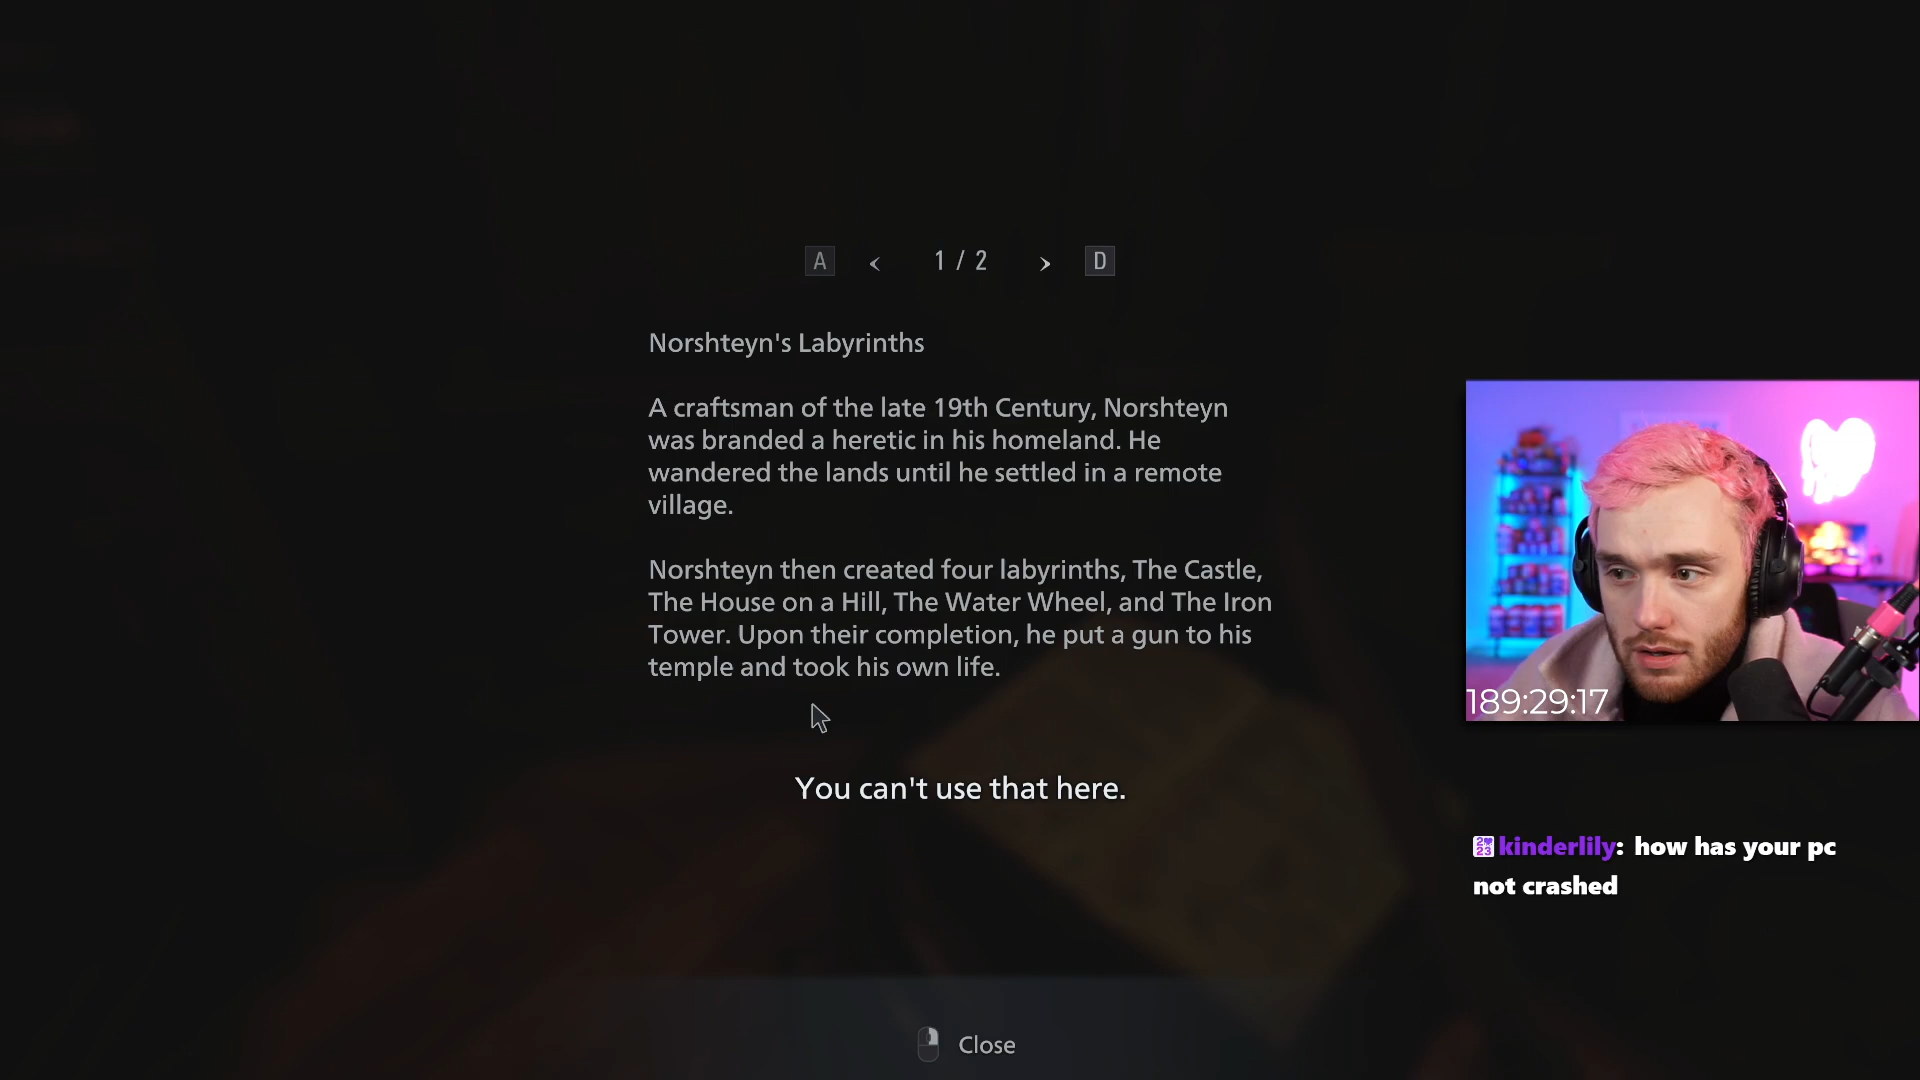 A < 1 / 2 > D
Norshteyn's Labyrinths
A craftsman of the late 19th Century, Norshteyn
was branded a heretic in his homeland. He
wandered the lands until he settled in a remote
village.
Norshteyn then created four labyrinths, The Castle,
The House on a Hill, The Water Wheel, and The Iron
Tower. Upon their completion, he put a gun to his
temple and took his own life.
You can't use that here.
Close
189:29:17
2023 kinderlily: how has your pc
not crashed